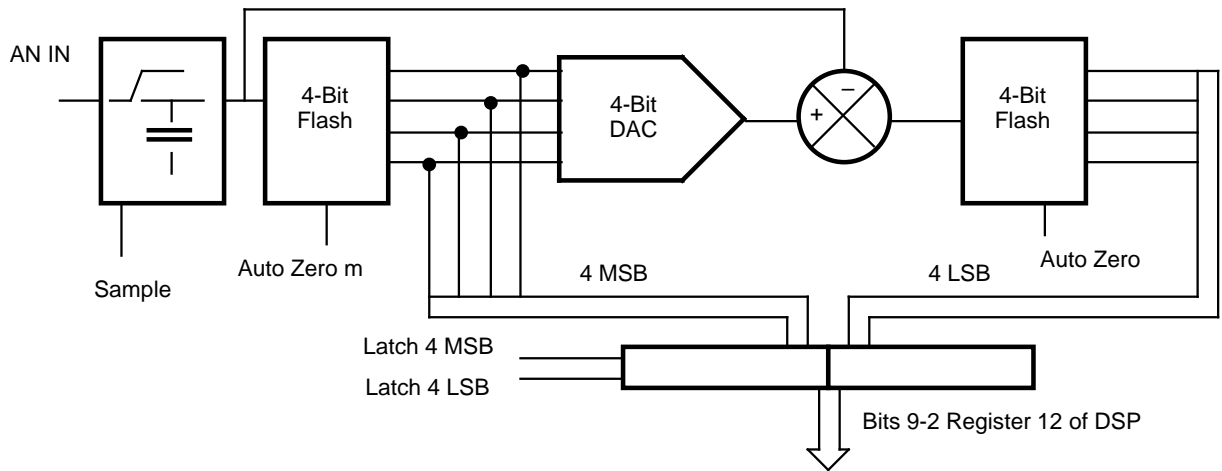 AN IN
4-Bit
Flash
4-Bit
DAC
−
+
4-Bit
Flash
Sample
Auto Zero m
4 MSB
4 LSB
Auto Zero
Latch 4 MSB
Latch 4 LSB
Bits 9-2 Register 12 of DSP